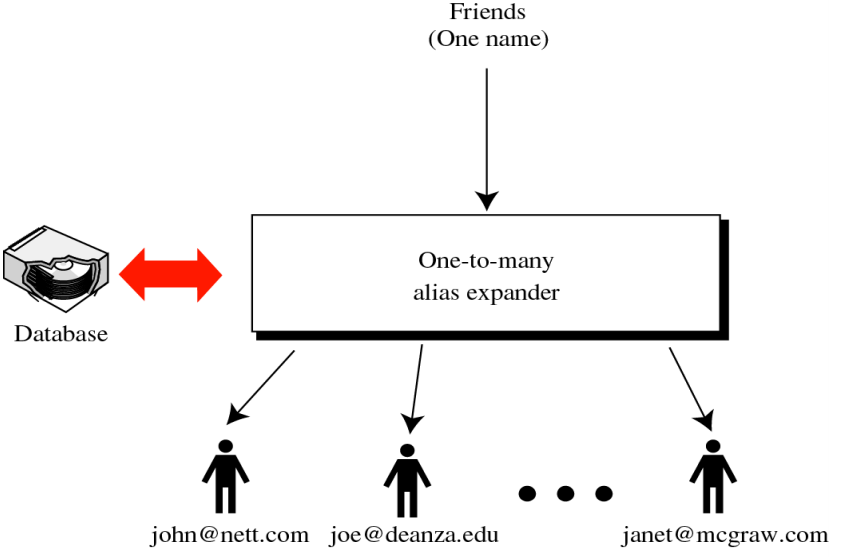 Friends
(One name)
One-to-many
alias expander
Database
john@nett.com
joe@deanza.edu
janet@mcgraw.com